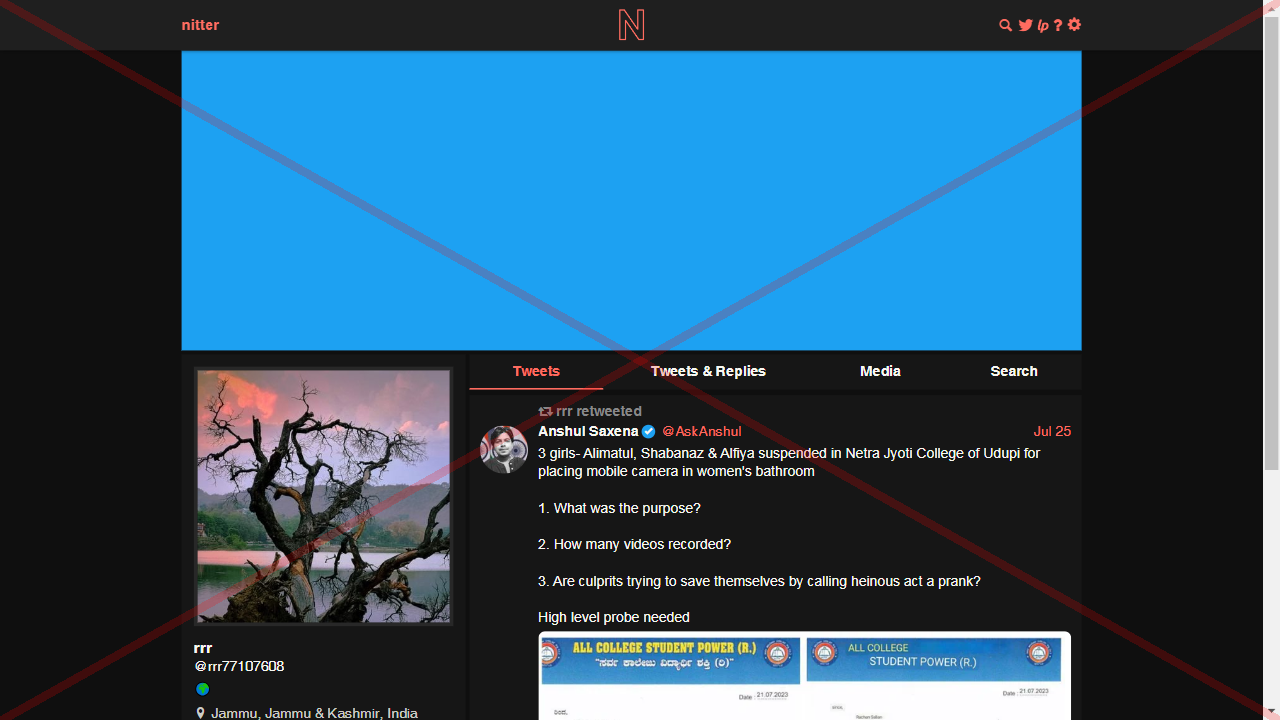 nitter
N
lp ?
Tweets
Tweets & Replies
Media
Search
rrr retweeted
Anshul Saxena @AskAnshul Jul 25
3 girls- Alimatul, Shabanaz & Alfiya suspended in Netra Jyoti College of Udupi for
placing mobile camera in women's bathroom
1. What was the purpose?
2. How many videos recorded?
3. Are culprits trying to save themselves by calling heinous act a prank?
High level probe needed
ALL COLLEGE STUDENT POWER (R.)
"ಸರ್ವ ಕಾಲೇಜು ವಿದ್ಯಾರ್ಥಿ ಶಕ್ತಿ (ರಿ)"
Date : 21.07.2023
ALL COLLEGE
STUDENT POWER (R.)
Date : 21.07.2023
rrr
@rrr77107608
Jammu, Jammu & Kashmir, India